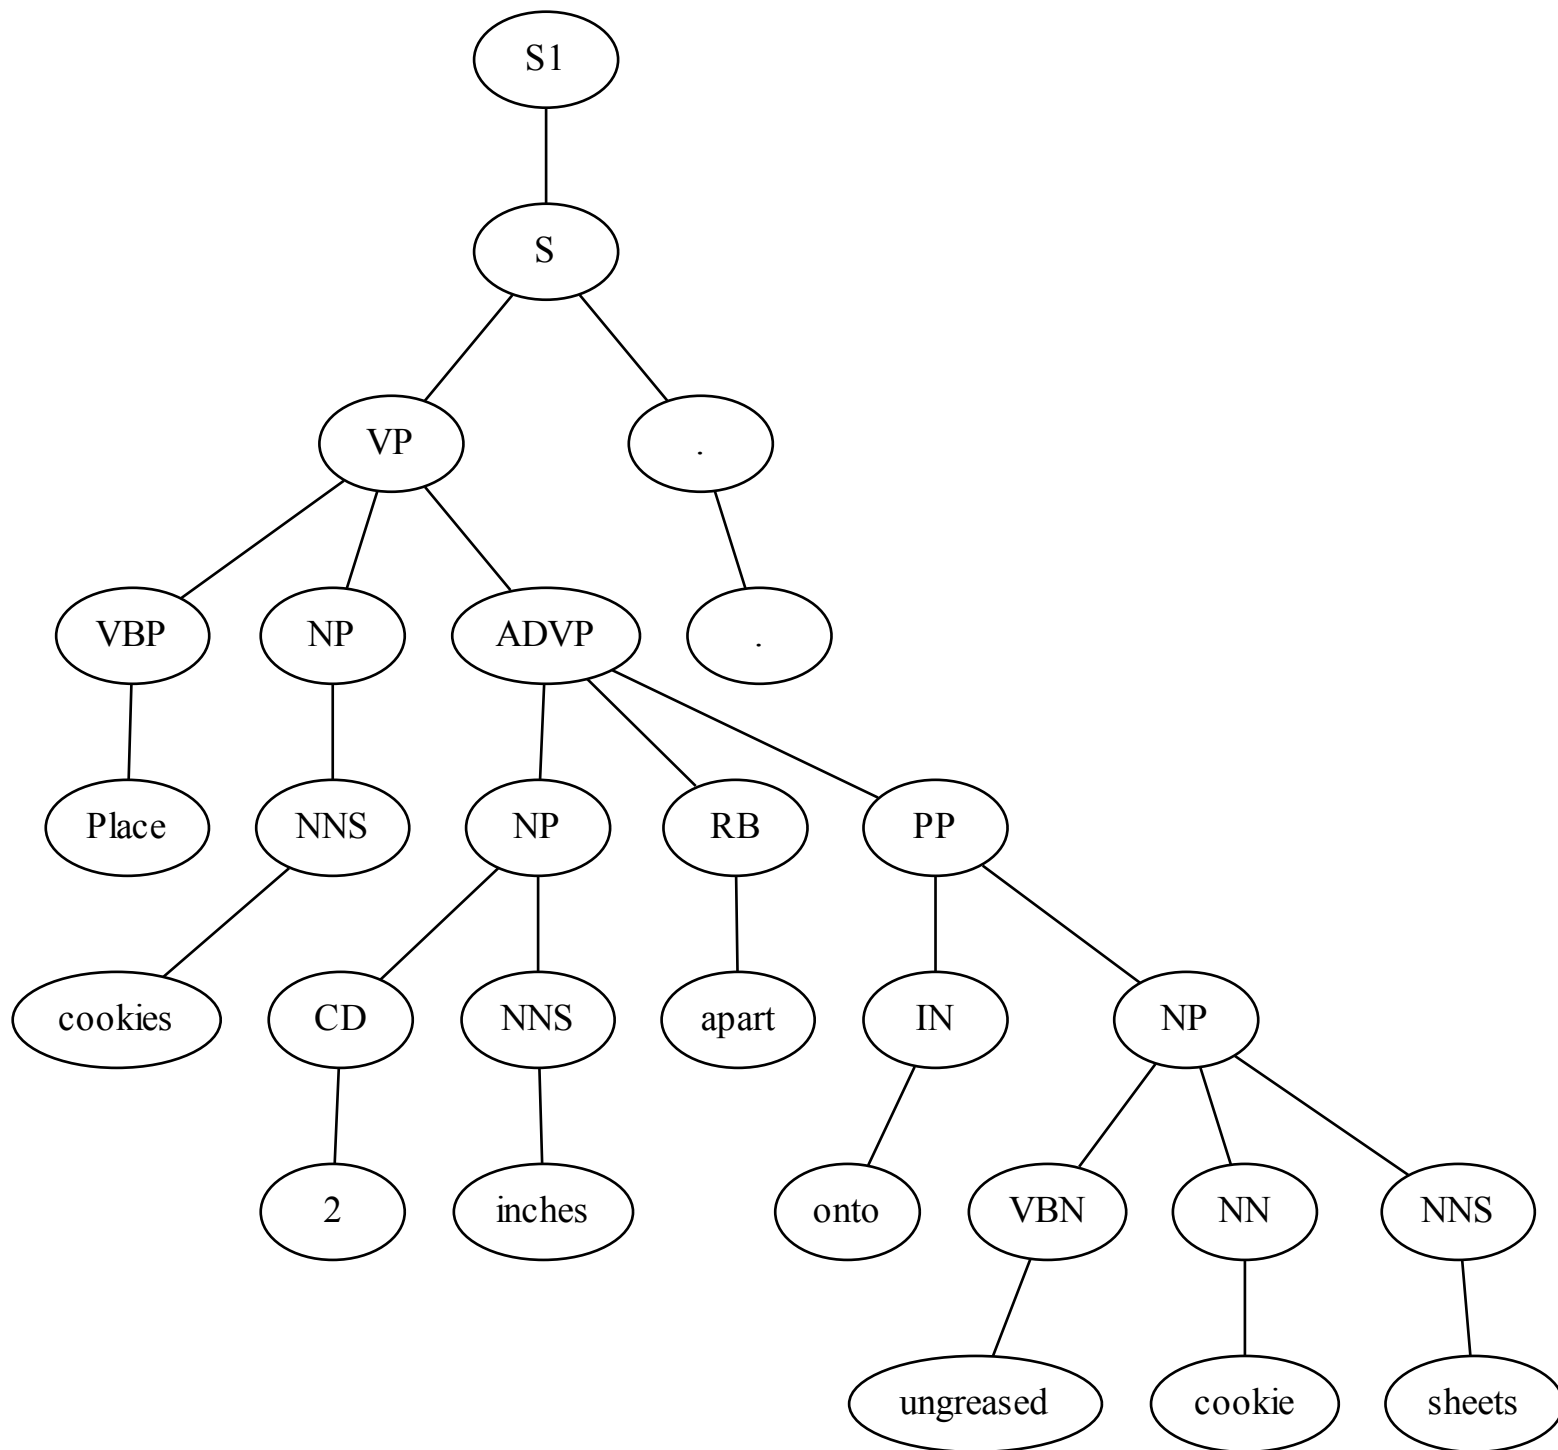 S1
S
VP .
VBP NP ADVP .
Place NNS NP RB PP
cookies CD NNS apart IN NP
2 inches onto VBN NN NNS
ungreased cookie sheets